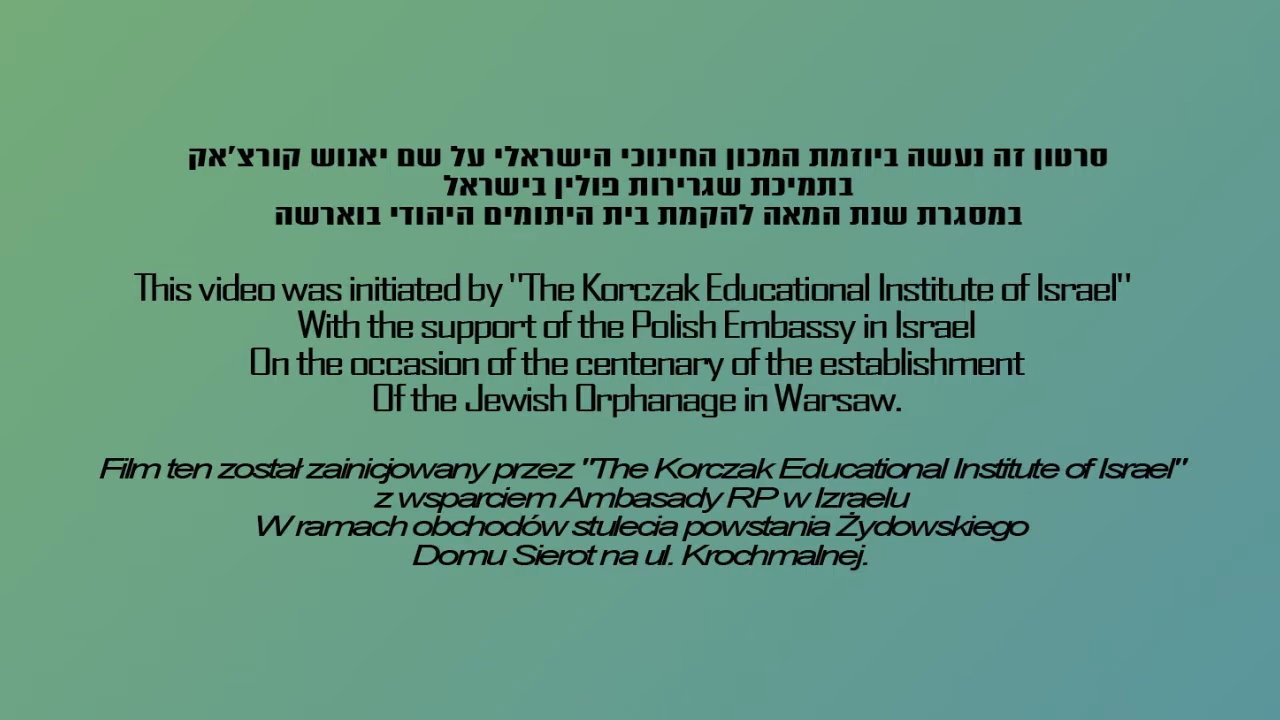 סרטון זה נעשה ביוזמת המכון החינוכי הישראלי על שם יאנוש קורצ'אק
בתמיכת שגרירות פולין בישראל
במסגרת שנת המאה להקמת בית היתומים היהודי בוארשה
This video was initiated by "The Korczak Educational Institute of Israel"
With the support of the Polish Embassy in Israel
On the occasion of the centenary of the establishment
Of the Jewish Orphanage in Warsaw.
Film ten został zainicjowany przez "The Korczak Educational Institute of Israel"
z wsparciem Ambasady RP w Izraelu
W ramach obchodów stulecia powstania Żydowskiego
Domu Sierot na ul. Krochmalnej.